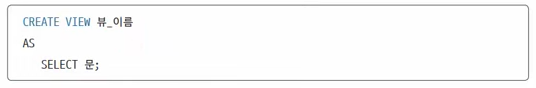 CREATE VIEW 뷰_이름
AS
SELECT 문;